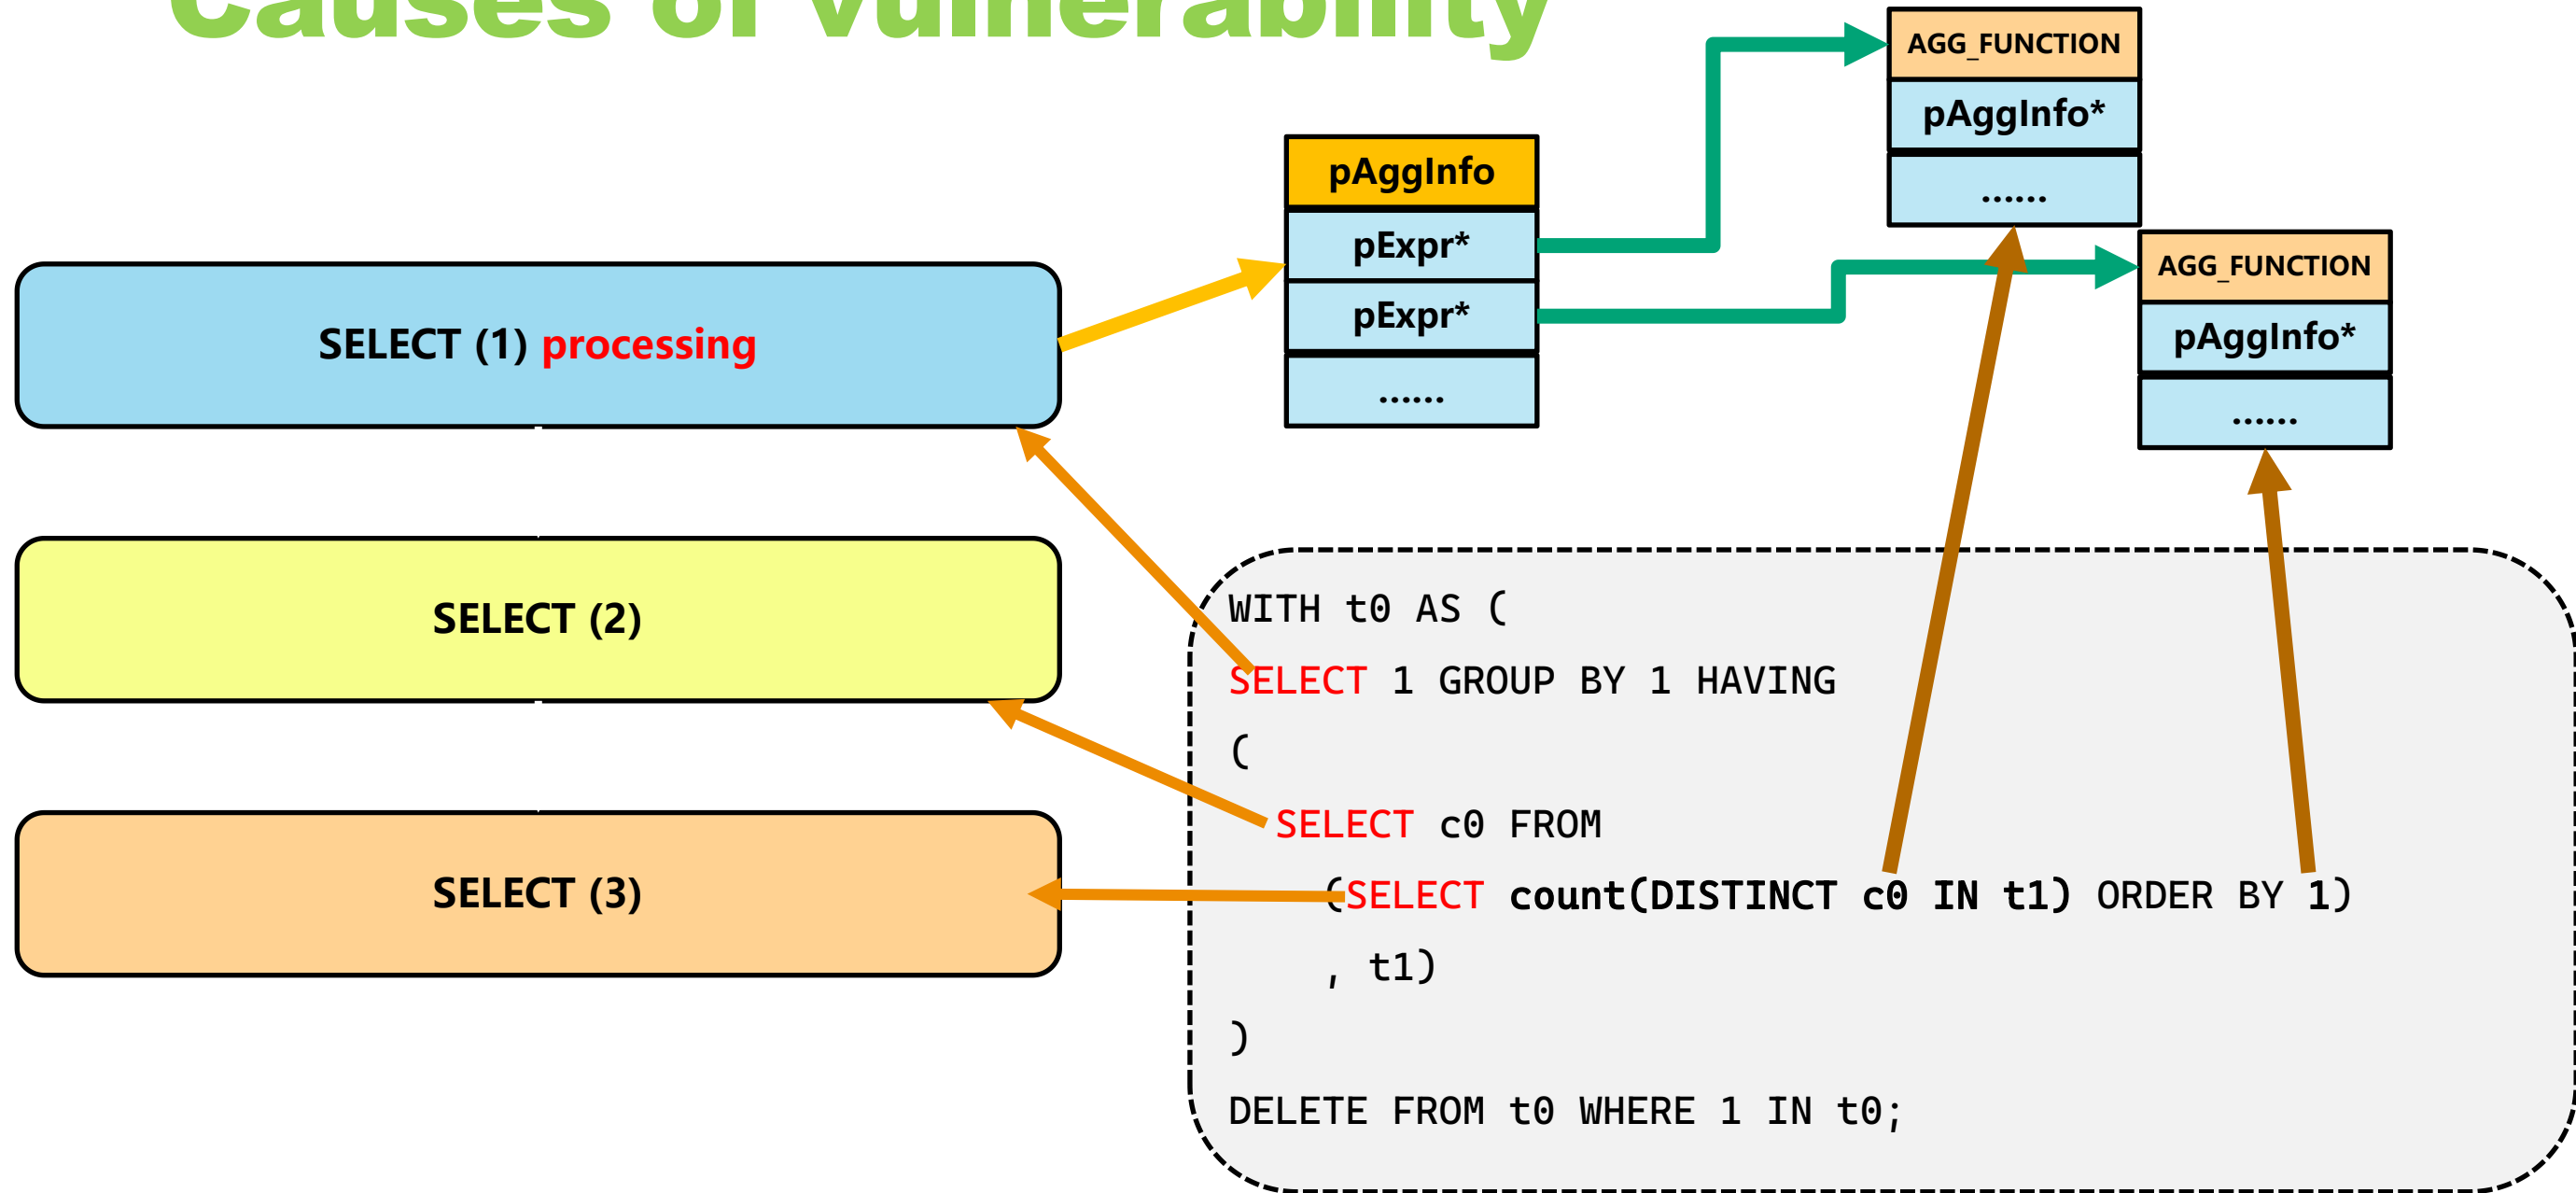 Causes of vulnerability
AGG_FUNCTION
pAggInfo*
......
pAggInfo
pExpr*
pExpr*
......
AGG_FUNCTION
pAggInfo*
......
SELECT (1) processing
SELECT (2)
SELECT (3)
WITH t0 AS (
SELECT 1 GROUP BY 1 HAVING
(
SELECT c0 FROM
(SELECT count(DISTINCT c0 IN t1) ORDER BY 1)
, t1)
)
DELETE FROM t0 WHERE 1 IN t0;